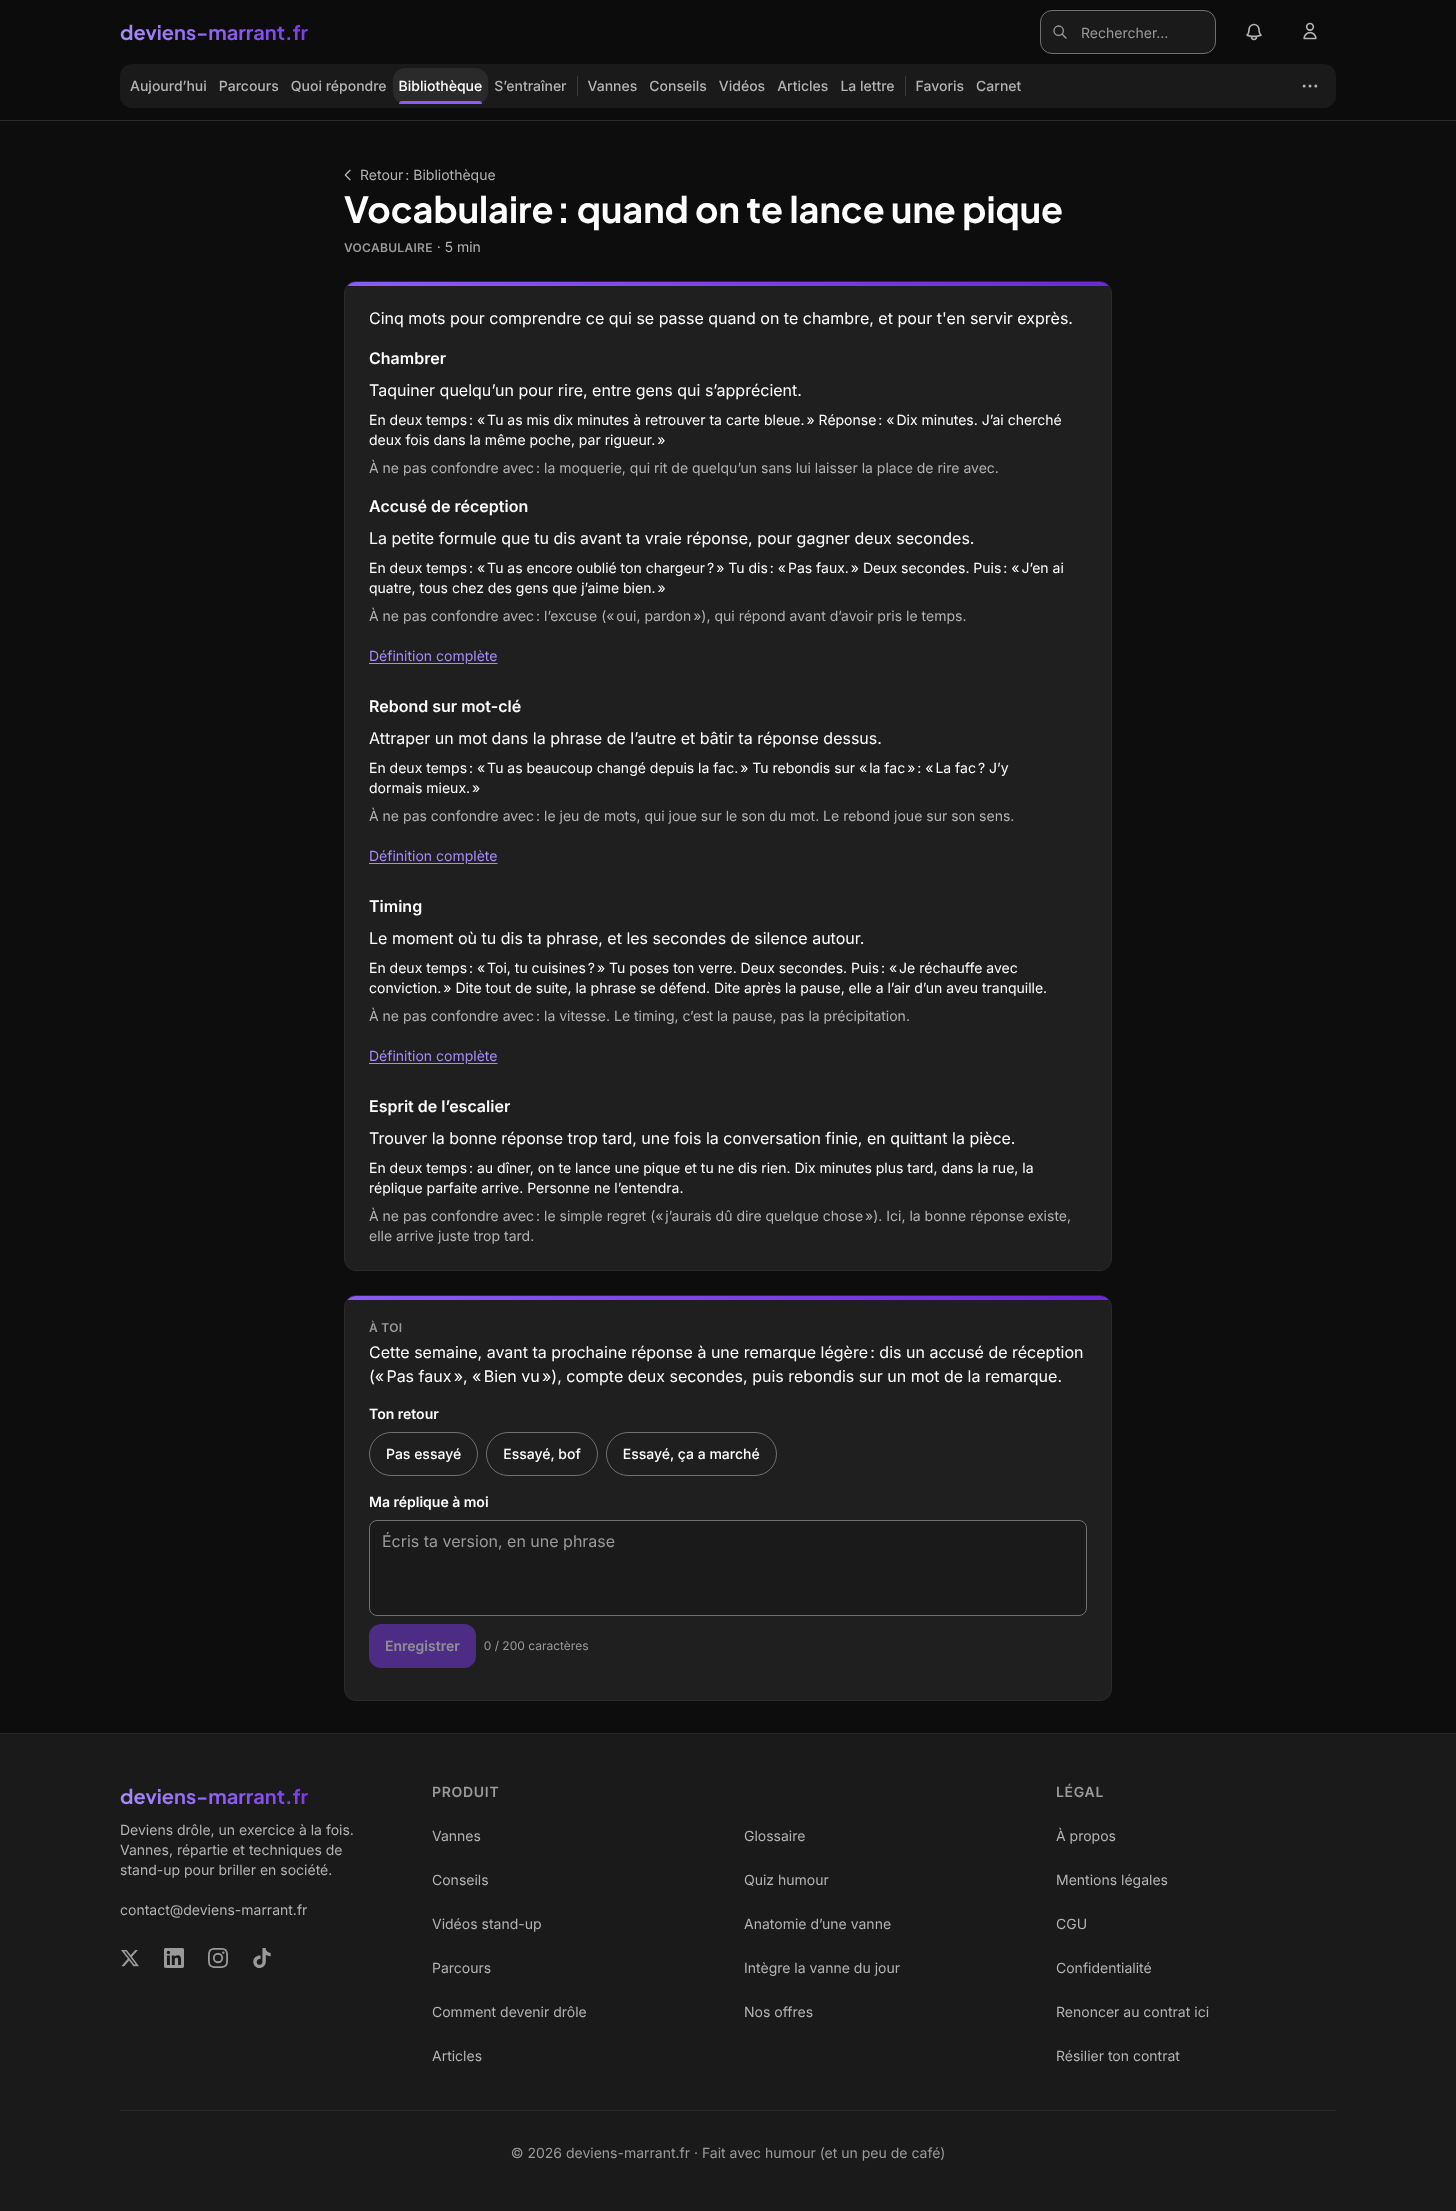 deviens-marrant.fr
Rechercher...
Aujourd’hui Parcours Quoi répondre Bibliothèque S’entraîner Vannes Conseils Vidéos Articles La lettre Favoris Carnet
Retour : Bibliothèque
Vocabulaire : quand on te lance une pique
VOCABULAIRE · 5 min
Cinq mots pour comprendre ce qui se passe quand on te chambre, et pour t'en servir exprès.
Chambrer
Taquiner quelqu’un pour rire, entre gens qui s’apprécient.
En deux temps : « Tu as mis dix minutes à retrouver ta carte bleue. » Réponse : « Dix minutes. J’ai cherché
deux fois dans la même poche, par rigueur. »
À ne pas confondre avec : la moquerie, qui rit de quelqu’un sans lui laisser la place de rire avec.
Accusé de réception
La petite formule que tu dis avant ta vraie réponse, pour gagner deux secondes.
En deux temps : « Tu as encore oublié ton chargeur ? » Tu dis : « Pas faux. » Deux secondes. Puis : « J’en ai
quatre, tous chez des gens que j’aime bien. »
À ne pas confondre avec : l’excuse (« oui, pardon »), qui répond avant d’avoir pris le temps.
Définition complète
Rebond sur mot-clé
Attraper un mot dans la phrase de l’autre et bâtir ta réponse dessus.
En deux temps : « Tu as beaucoup changé depuis la fac. » Tu rebondis sur « la fac » : « La fac ? J’y
dormais mieux. »
À ne pas confondre avec : le jeu de mots, qui joue sur le son du mot. Le rebond joue sur son sens.
Définition complète
Timing
Le moment où tu dis ta phrase, et les secondes de silence autour.
En deux temps : « Toi, tu cuisines ? » Tu poses ton verre. Deux secondes. Puis : « Je réchauffe avec
conviction. » Dite tout de suite, la phrase se défend. Dite après la pause, elle a l’air d’un aveu tranquille.
À ne pas confondre avec : la vitesse. Le timing, c’est la pause, pas la précipitation.
Définition complète
Esprit de l’escalier
Trouver la bonne réponse trop tard, une fois la conversation finie, en quittant la pièce.
En deux temps : au dîner, on te lance une pique et tu ne dis rien. Dix minutes plus tard, dans la rue, la
réplique parfaite arrive. Personne ne l’entendra.
À ne pas confondre avec : le simple regret (« j’aurais dû dire quelque chose »). Ici, la bonne réponse existe,
elle arrive juste trop tard.
À TOI
Cette semaine, avant ta prochaine réponse à une remarque légère : dis un accusé de réception
(« Pas faux », « Bien vu »), compte deux secondes, puis rebondis sur un mot de la remarque.
Ton retour
Pas essayé Essayé, bof Essayé, ça a marché
Ma réplique à moi
Écris ta version, en une phrase
Enregistrer 0 / 200 caractères
deviens-marrant.fr
Deviens drôle, un exercice à la fois.
Vannes, répartie et techniques de
stand-up pour briller en société.
contact@deviens-marrant.fr
PRODUIT
Vannes
Conseils
Vidéos stand-up
Parcours
Comment devenir drôle
Articles
Glossaire
Quiz humour
Anatomie d’une vanne
Intègre la vanne du jour
Nos offres
LÉGAL
À propos
Mentions légales
CGU
Confidentialité
Renoncer au contrat ici
Résilier ton contrat
© 2026 deviens-marrant.fr · Fait avec humour (et un peu de café)